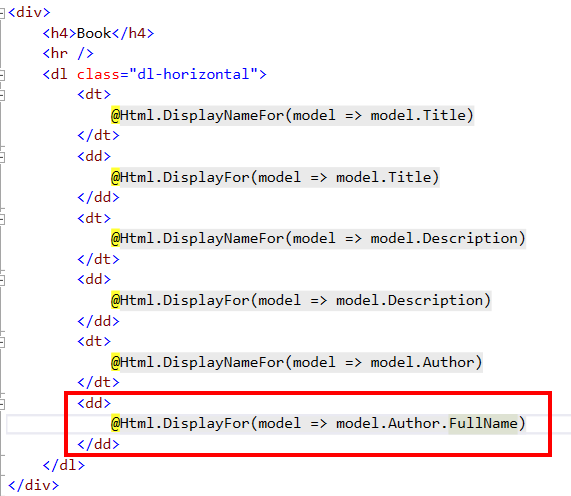 <div>
<h4>Book</h4>
<hr />
<dl class="dl-horizontal">
<dt>
@Html.DisplayNameFor(model => model.Title)
</dt>
<dd>
@Html.DisplayFor(model => model.Title)
</dd>
<dt>
@Html.DisplayNameFor(model => model.Description)
</dt>
<dd>
@Html.DisplayFor(model => model.Description)
</dd>
<dt>
@Html.DisplayNameFor(model => model.Author)
</dt>
<dd>
@Html.DisplayFor(model => model.Author.FullName)
</dd>
</dl>
</div>